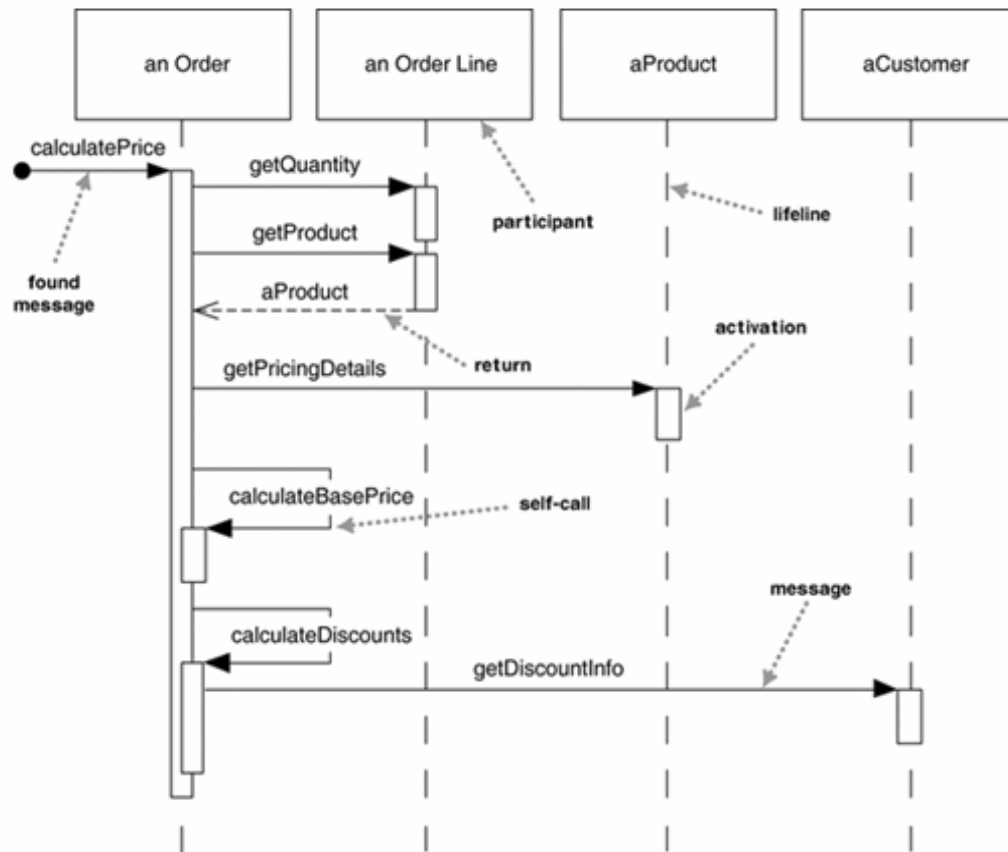 an Order
an Order Line
aProduct
aCustomer
calculatePrice
getQuantity
participant
lifeline
getProduct
found
message
aProduct
activation
return
getPricingDetails
calculateBasePrice
self-call
message
calculateDiscounts
getDiscountInfo